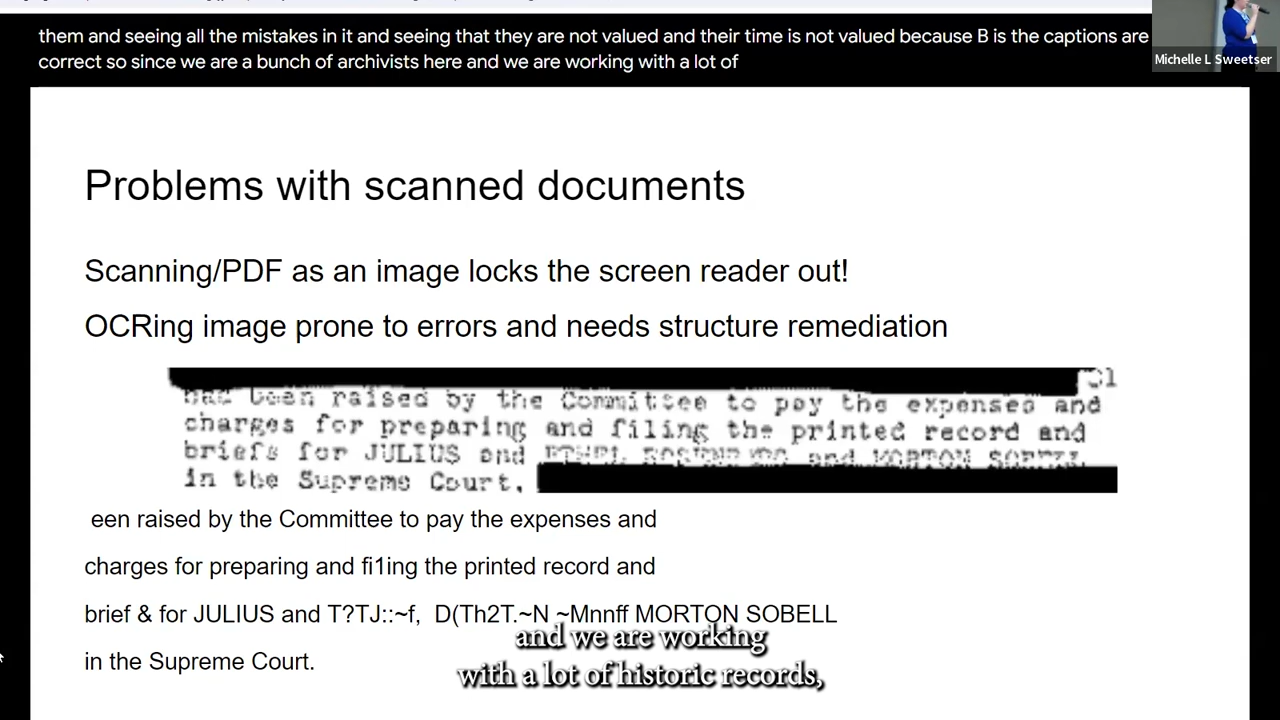 them and seeing all the mistakes in it and seeing that they are not valued and their time is not valued because B is the captions are
correct so since we are a bunch of archivists here and we are working with a lot of
Michelle L Sweetser
Problems with scanned documents
Scanning/PDF as an image locks the screen reader out!
OCRing image prone to errors and needs structure remediation
had been raised by the Committee to pay the expenses and
charges for preparing and filing the printed record and
briefs for JULIUS and ETHEL ROSENBERG and MORTON SOBELL
in the Supreme Court.
een raised by the Committee to pay the expenses and
charges for preparing and fi1ing the printed record and
brief & for JULIUS and T?TJ::~f, D(Th2T.~N ~Mnnff MORTON SOBELL
in the Supreme Court.
and we are working
with a lot of historic records,